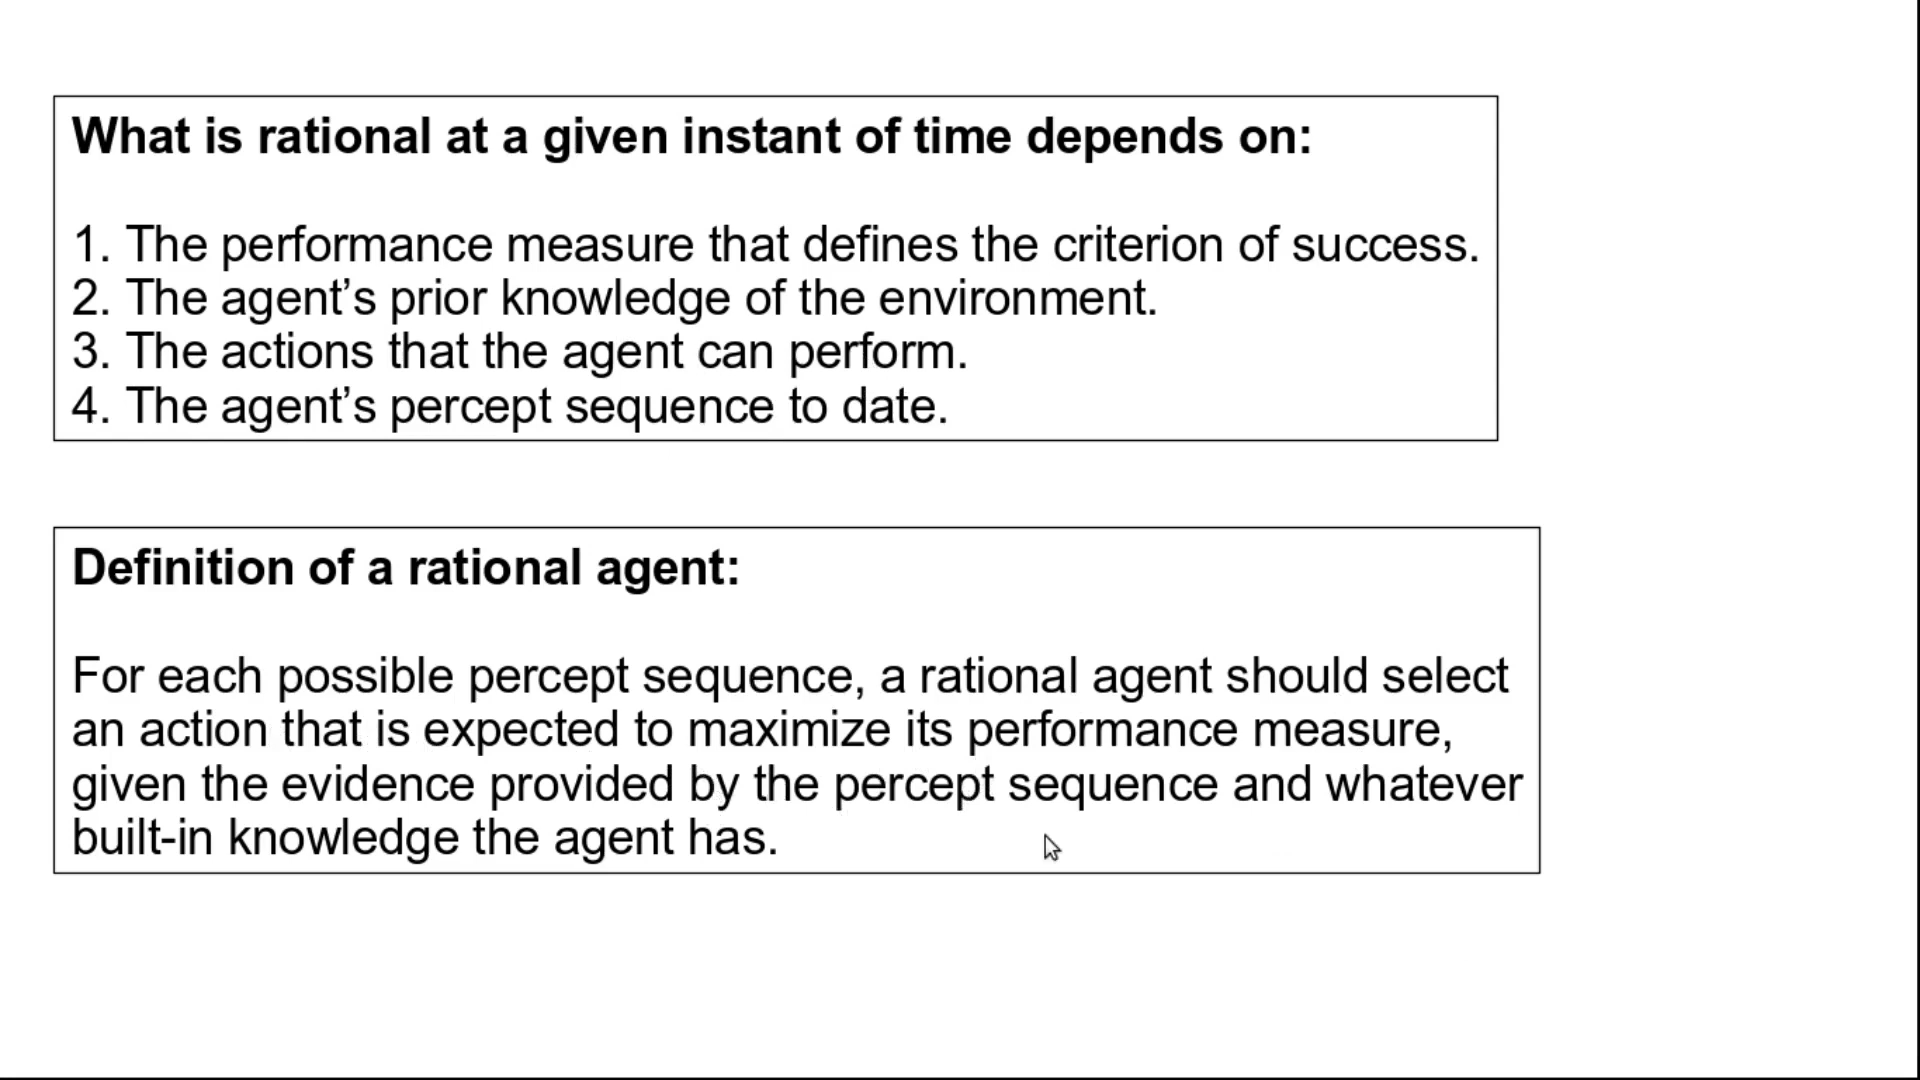 What is rational at a given instant of time depends on:
1. The performance measure that defines the criterion of success.
2. The agent’s prior knowledge of the environment.
3. The actions that the agent can perform.
4. The agent’s percept sequence to date.
Definition of a rational agent:
For each possible percept sequence, a rational agent should select
an action that is expected to maximize its performance measure,
given the evidence provided by the percept sequence and whatever
built-in knowledge the agent has.